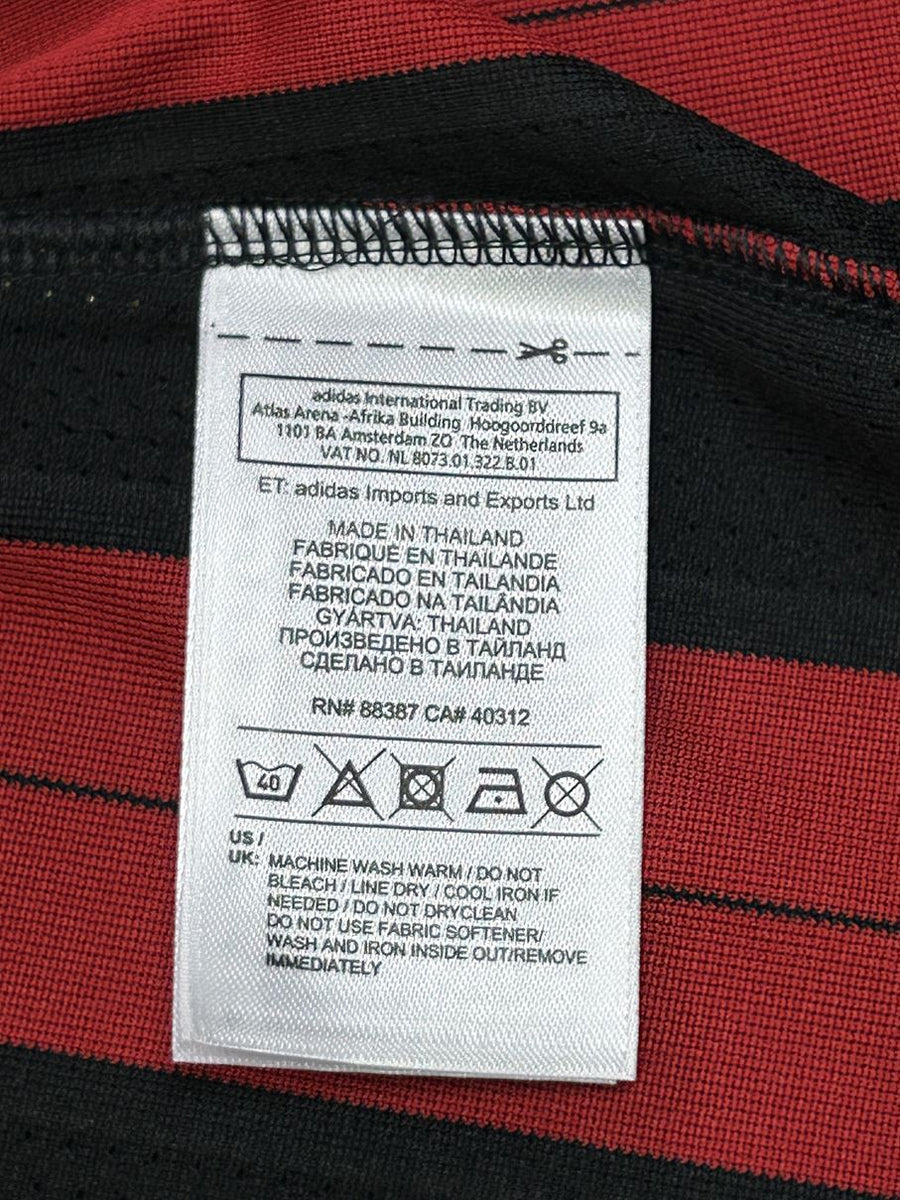 adidas International Trading BV
Atlas Arena -Afrika Building Hoogoorddreef 9a
1101 BA Amsterdam ZO The Netherlands
VAT NO. NL 8073.01.322.B.01
ET: adidas Imports and Exports Ltd
MADE IN THAILAND
FABRIQUÉ EN THAÏLANDE
FABRICADO EN TAILANDIA
FABRICADO NA TAILÂNDIA
GYÁRTVA: THAILAND
ПРОИЗВЕДЕНО В ТАЙЛАНД
СДЕЛАНО В ТАИЛАНДЕ
RN# 88387 CA# 40312
40
US /
UK: MACHINE WASH WARM / DO NOT
BLEACH / LINE DRY / COOL IRON IF
NEEDED / DO NOT DRYCLEAN
DO NOT USE FABRIC SOFTENER/
WASH AND IRON INSIDE OUT/REMOVE
IMMEDIATELY